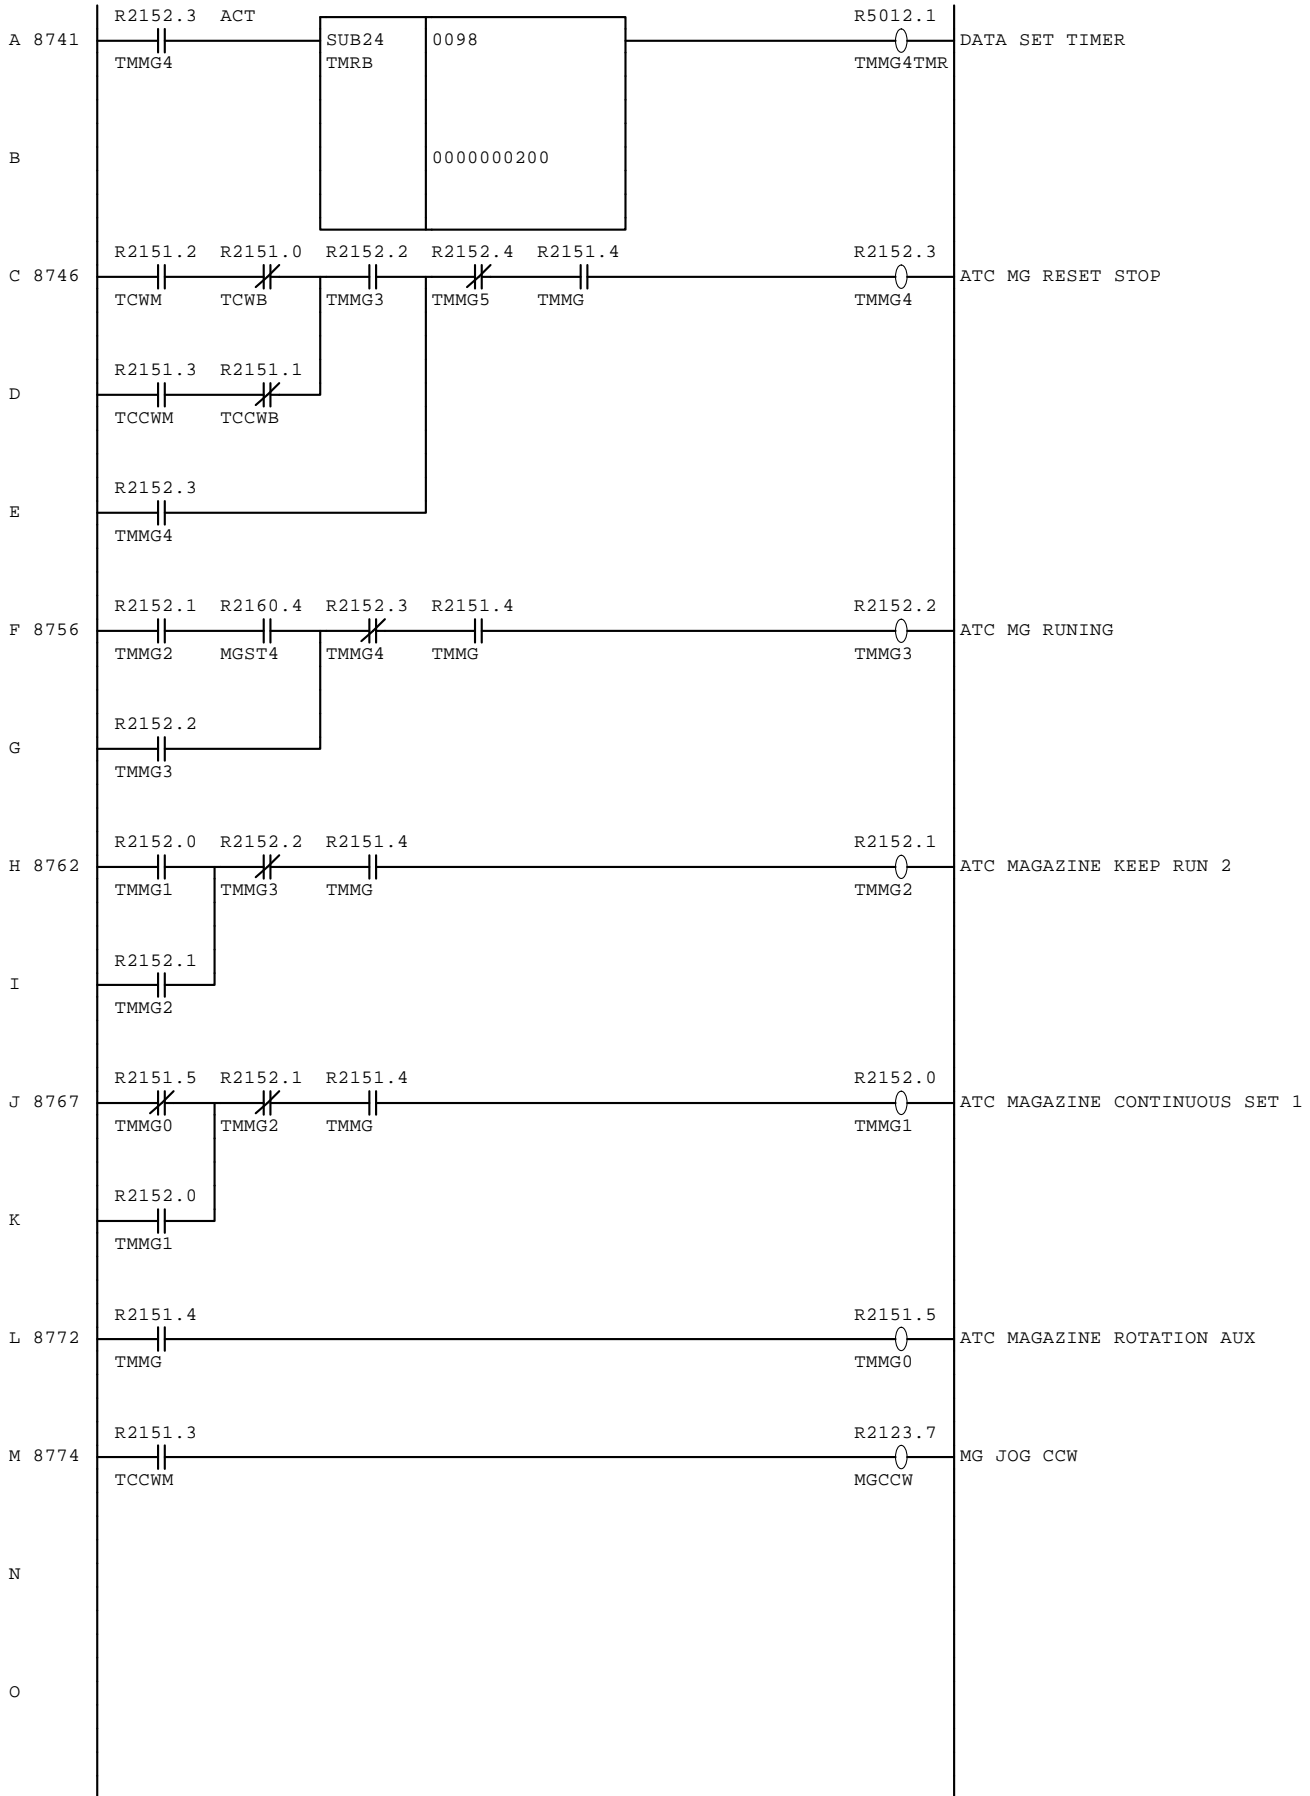 R2152.3 ACT R5012.1
A 8741 SUB24 0098 DATA SET TIMER
TMMG4 TMRB TMMG4TMR
B 0000000200
R2151.2 R2151.0 R2152.2 R2152.4 R2151.4 R2152.3
C 8746 ATC MG RESET STOP
TCWM TCWB TMMG3 TMMG5 TMMG TMMG4
R2151.3 R2151.1
D
TCCWM TCCWB
R2152.3
E
TMMG4
R2152.1 R2160.4 R2152.3 R2151.4 R2152.2
F 8756 ATC MG RUNING
TMMG2 MGST4 TMMG4 TMMG TMMG3
R2152.2
G
TMMG3
R2152.0 R2152.2 R2151.4 R2152.1
H 8762 ATC MAGAZINE KEEP RUN 2
TMMG1 TMMG3 TMMG TMMG2
R2152.1
I
TMMG2
R2151.5 R2152.1 R2151.4 R2152.0
J 8767 ATC MAGAZINE CONTINUOUS SET 1
TMMG0 TMMG2 TMMG TMMG1
R2152.0
K
TMMG1
R2151.4 R2151.5
L 8772 ATC MAGAZINE ROTATION AUX
TMMG TMMG0
R2151.3 R2123.7
M 8774 MG JOG CCW
TCCWM MGCCW
N
O